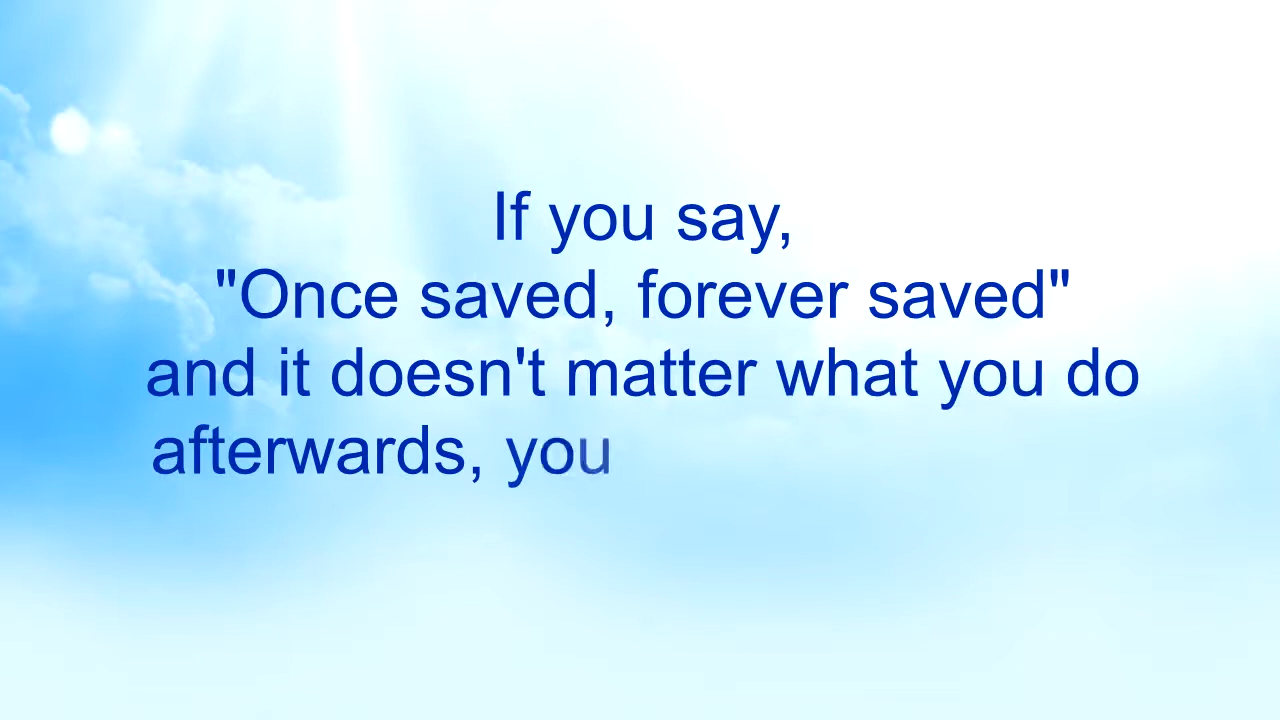 If you say,
"Once saved, forever saved"
and it doesn't matter what you do
afterwards, you